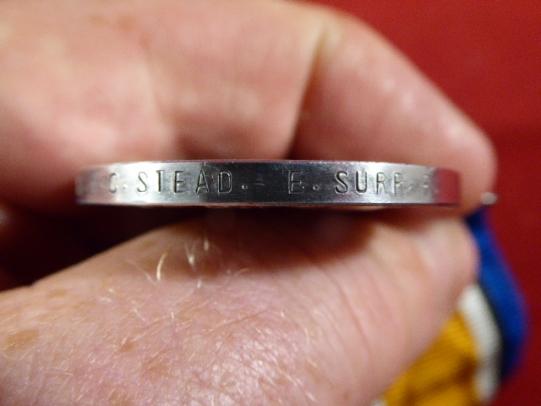 C. STEAD. E. SURR.